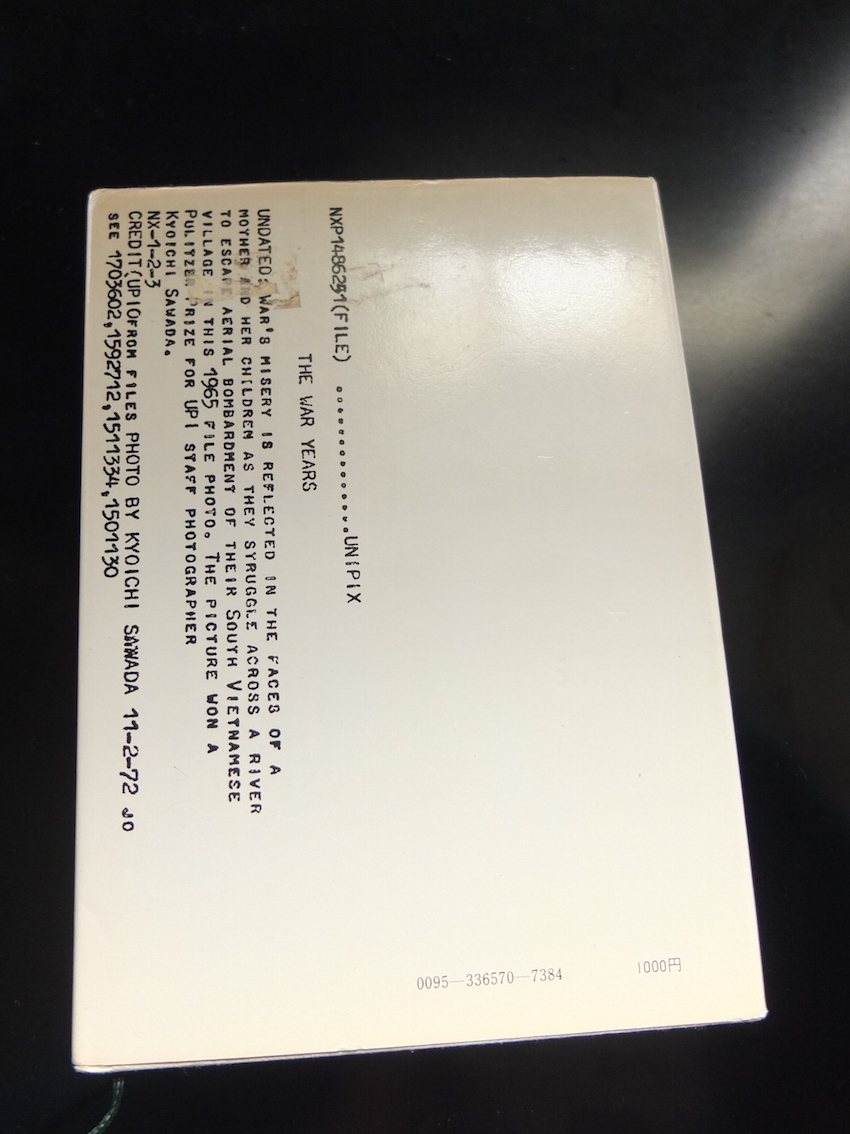 NXP1486251(FILE) ................UNIPIX
THE WAR YEARS
UNDATED: WAR'S MISERY IS REFLECTED IN THE FACES OF A
MOTHER AND HER CHILDREN AS THEY SYRUGGLE ACROSS A RIVER
TO ESCAPE AERIAL BOMBARDMENT OF THEIR SOUTH VIETNAMESE
VILLAGE IN THIS 1965 FILE PHOTO. THE PICTURE WON A
PULITZER PRIZE FOR UPI STAFF PHOTOGRAPHER
KYOICHI SAWADA.
NX-1-2-3
CREDIT(UPI0FROM FILES PHOTO BY KYOICHI SAWADA 11-2-72 JO
SEE 1703602,1592712,1511334,1501130
0095—336570—7384
1000円